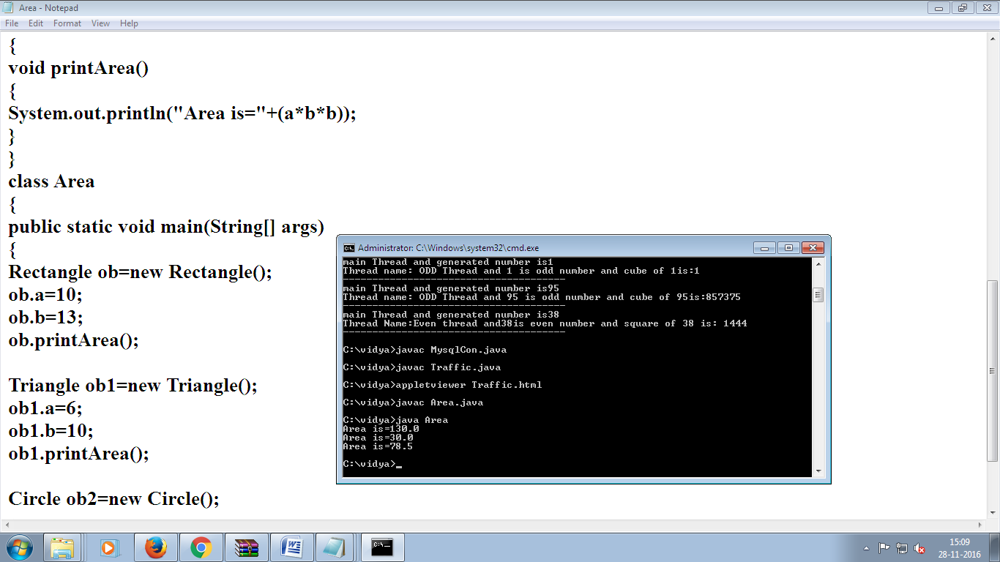 Area - Notepad
File Edit Format View Help
{
void printArea()
{
System.out.println("Area is="+(a*b*b));
}
}
class Area
{
public static void main(String[] args)
{
Rectangle ob=new Rectangle();
ob.a=10;
ob.b=13;
ob.printArea();
Triangle ob1=new Triangle();
ob1.a=6;
ob1.b=10;
ob1.printArea();
Circle ob2=new Circle();
Administrator: C:\Windows\system32\cmd.exe
main Thread and generated number is1
Thread name: ODD Thread and 1 is odd number and cube of 1is:1
--------------------------------------
main Thread and generated number is95
Thread name: ODD Thread and 95 is odd number and cube of 95is:857375
--------------------------------------
main Thread and generated number is38
Thread Name:Even thread and38is even number and square of 38 is: 1444
--------------------------------------
C:\vidya>javac MysqlCon.java
C:\vidya>javac Traffic.java
C:\vidya>appletviewer Traffic.html
C:\vidya>javac Area.java
C:\vidya>java Area
Area is=130.0
Area is=30.0
Area is=78.5
C:\vidya>_
15:09
28-11-2016